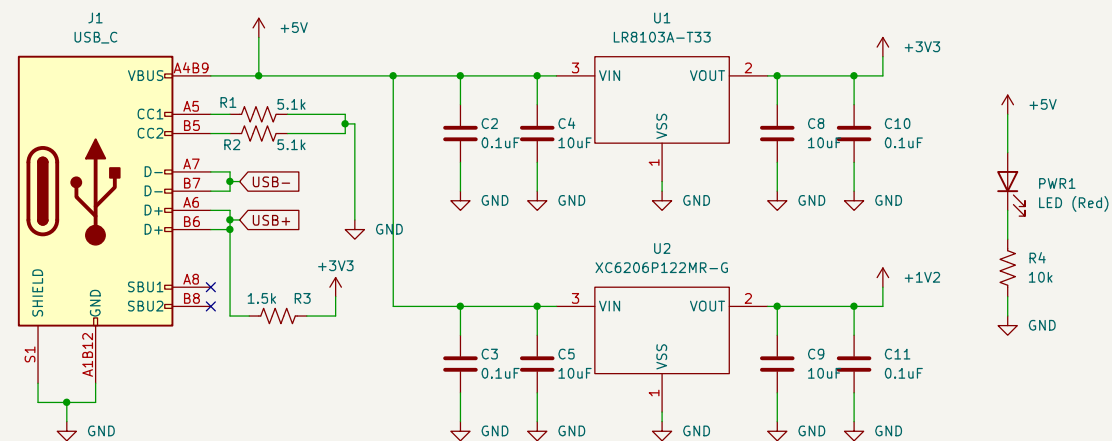 J1
USB_C
+5V
VBUS
A4B9
CC1
A5
CC2
B5
R1
5.1k
R2
5.1k
D-
A7
D-
B7
USB-
D+
A6
D+
B6
USB+
GND
+3V3
SBU1
A8
SBU2
B8
1.5k
R3
SHIELD
GND
S1
A1B12
GND
U1
LR8103A-T33
3
VIN
VOUT
2
VSS
1
+3V3
C2
0.1uF
C4
10uF
C8
10uF
C10
0.1uF
GND
GND
GND
GND
GND
U2
XC6206P122MR-G
3
VIN
VOUT
2
VSS
1
+1V2
C3
0.1uF
C5
10uF
C9
10uF
C11
0.1uF
GND
GND
GND
GND
GND
+5V
PWR1
LED (Red)
R4
10k
GND